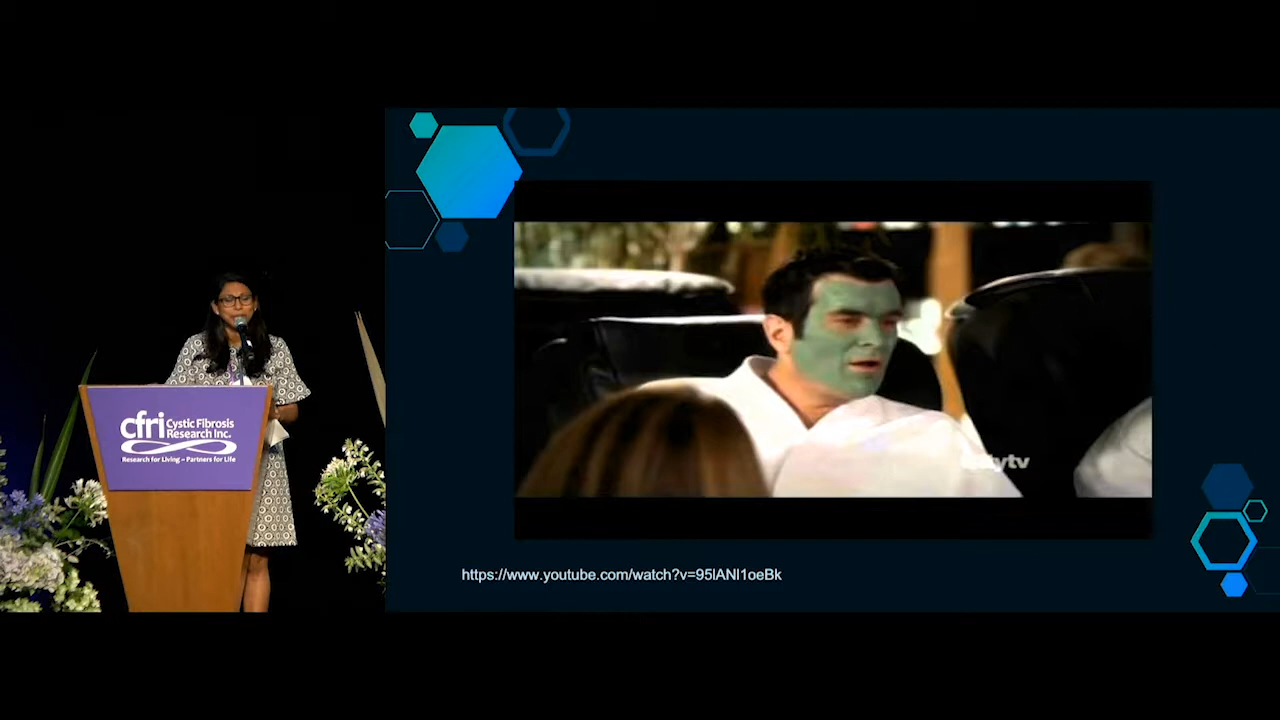 cfri Cystic Fibrosis
Research Inc.
Research for Living – Partners for Life
https://www.youtube.com/watch?v=95lANl1oeBk